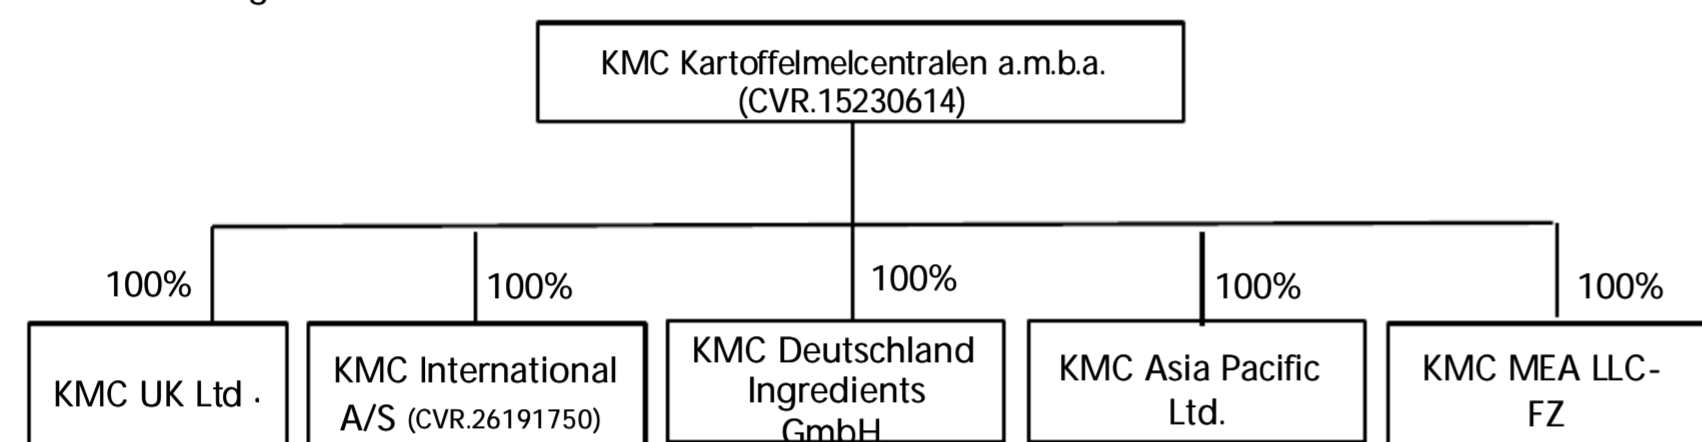 KMC Kartoffelmelcentralen a.m.b.a.
(CVR.15230614)
100%
100%
100%
100%
100%
KMC UK Ltd .
KMC International
A/S (CVR.26191750)
KMC Deutschland
Ingredients
GmbH
KMC Asia Pacific
Ltd.
KMC MEA LLC-
FZ